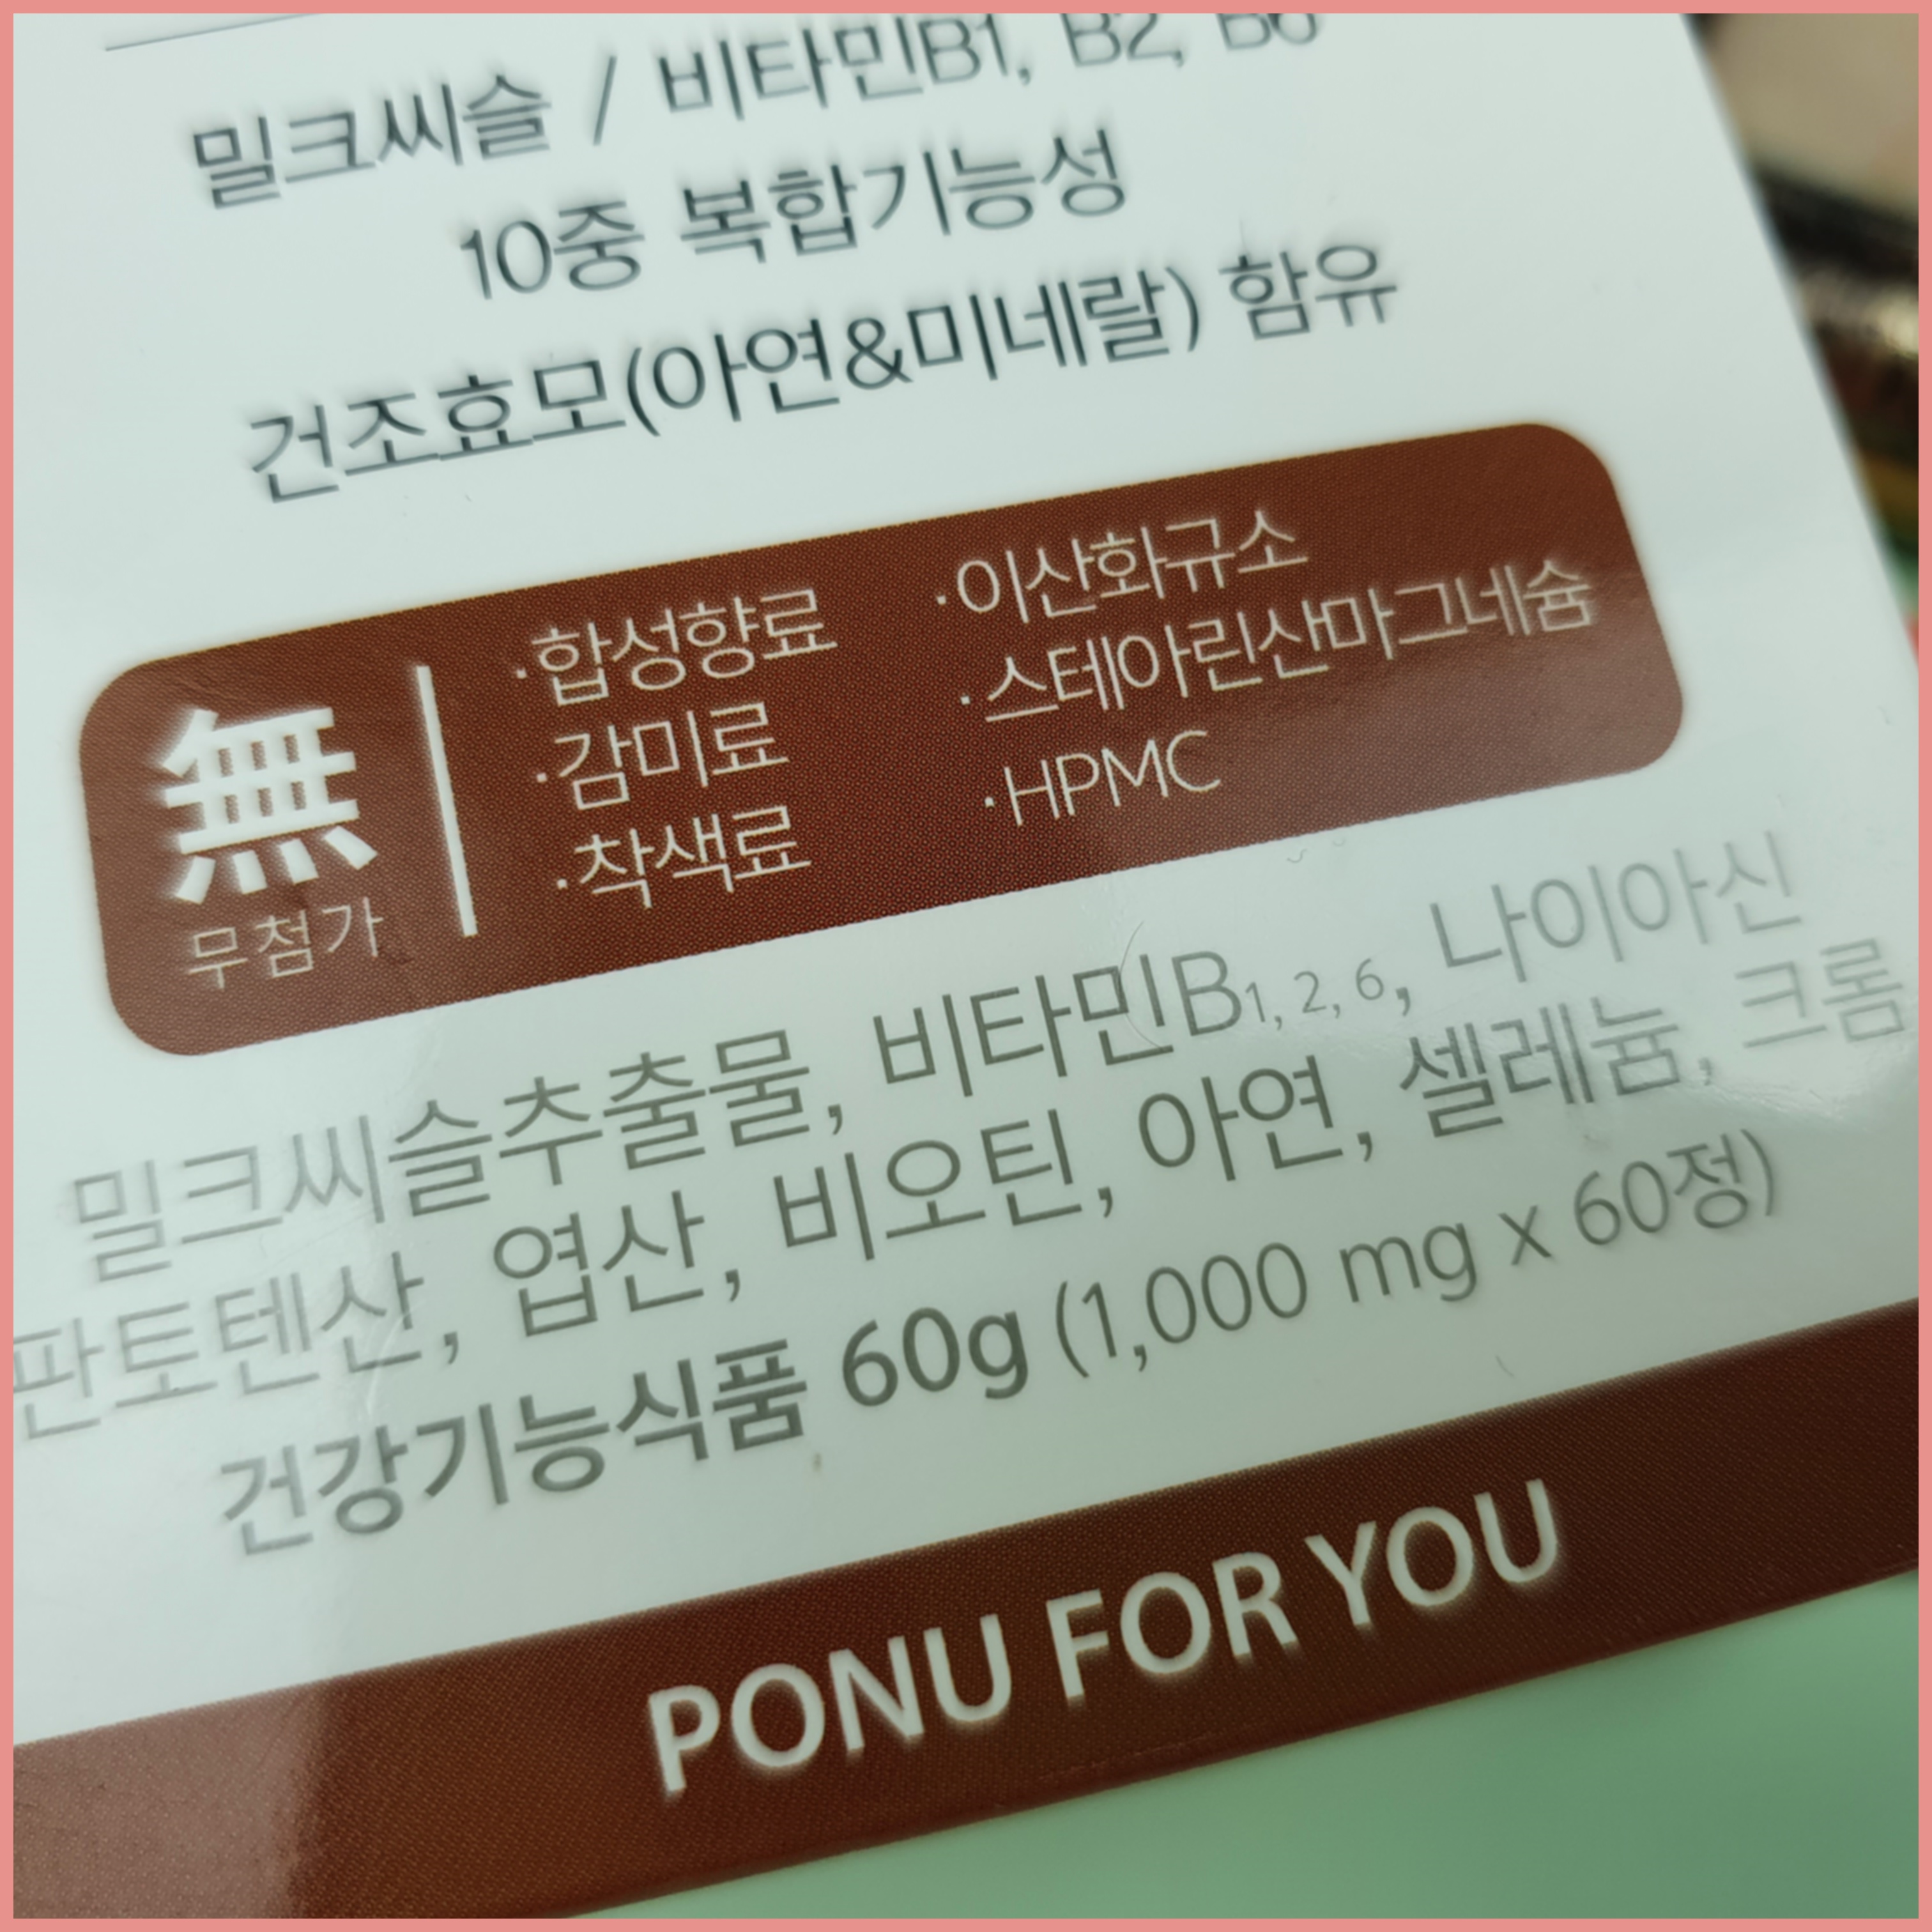 밀크씨슬 / 비타민B1, B2, B6
10중 복합기능성
건조효모(아연&미네랄) 함유
無
무첨가
·합성향료
·감미료
·착색료
·이산화규소
·스테아린산마그네슘
·HPMC
밀크씨슬추출물, 비타민B1, 2, 6, 나이아신
판토텐산, 엽산, 비오틴, 아연, 셀레늄, 크롬
건강기능식품 60g (1,000 mg x 60정)
PONU FOR YOU